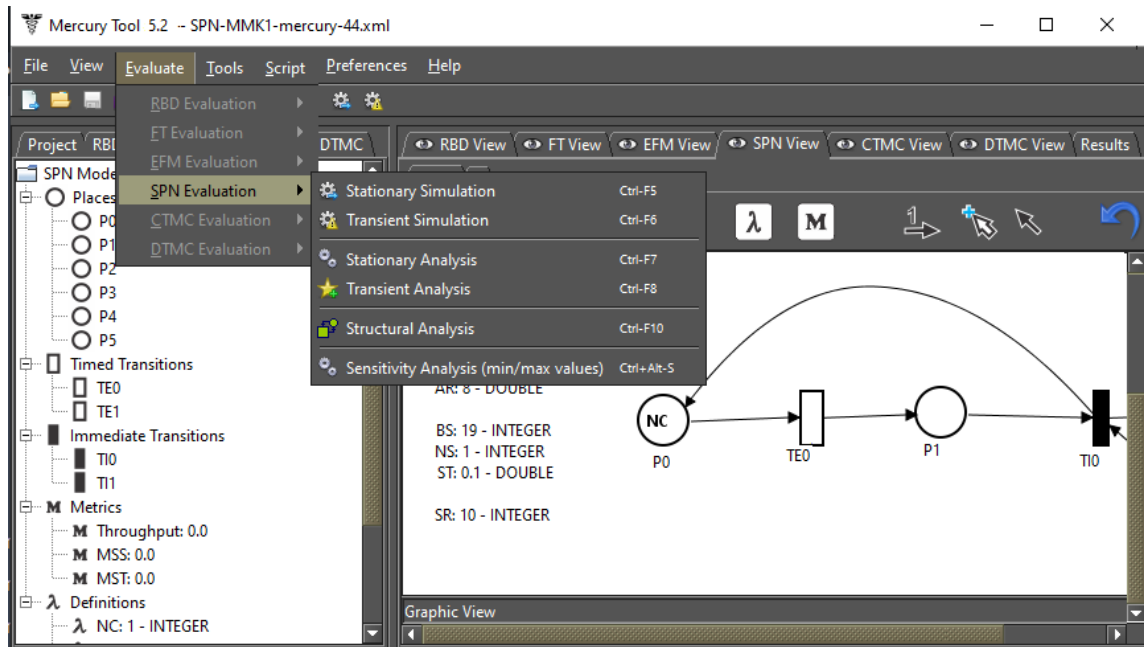 Mercury Tool 5.2 -- SPN-MMK1-mercury-44.xml
File View Evaluate Tools Script Preferences Help
RBD Evaluation
FT Evaluation
EFM Evaluation
SPN Evaluation
CTMC Evaluation
DTMC Evaluation
Stationary Simulation Ctrl-F5
Transient Simulation Ctrl-F6
Stationary Analysis Ctrl-F7
Transient Analysis Ctrl-F8
Structural Analysis Ctrl-F10
Sensitivity Analysis (min/max values) Ctrl+Alt-S
Project RBD DTMC
RBD View FT View EFM View SPN View CTMC View DTMC View Results
SPN Mode
Places
P0
P1
P2
P3
P4
P5
Timed Transitions
TE0
TE1
Immediate Transitions
TI0
TI1
M Metrics
M Throughput: 0.0
M MSS: 0.0
M MST: 0.0
λ Definitions
λ NC: 1 - INTEGER
λ M 1
AR: 8 - DOUBLE
BS: 19 - INTEGER
NS: 1 - INTEGER
ST: 0.1 - DOUBLE
SR: 10 - INTEGER
NC
P0
TE0
P1
TI0
Graphic View